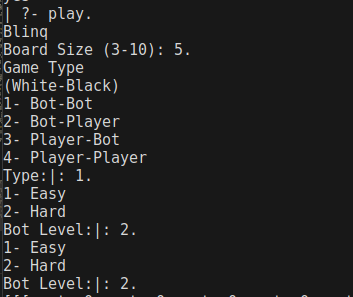 | ?- play.
Blinq
Board Size (3-10): 5.
Game Type
(White-Black)
1- Bot-Bot
2- Bot-Player
3- Player-Bot
4- Player-Player
Type:|: 1.
1- Easy
2- Hard
Bot Level:|: 2.
1- Easy
2- Hard
Bot Level:|: 2.